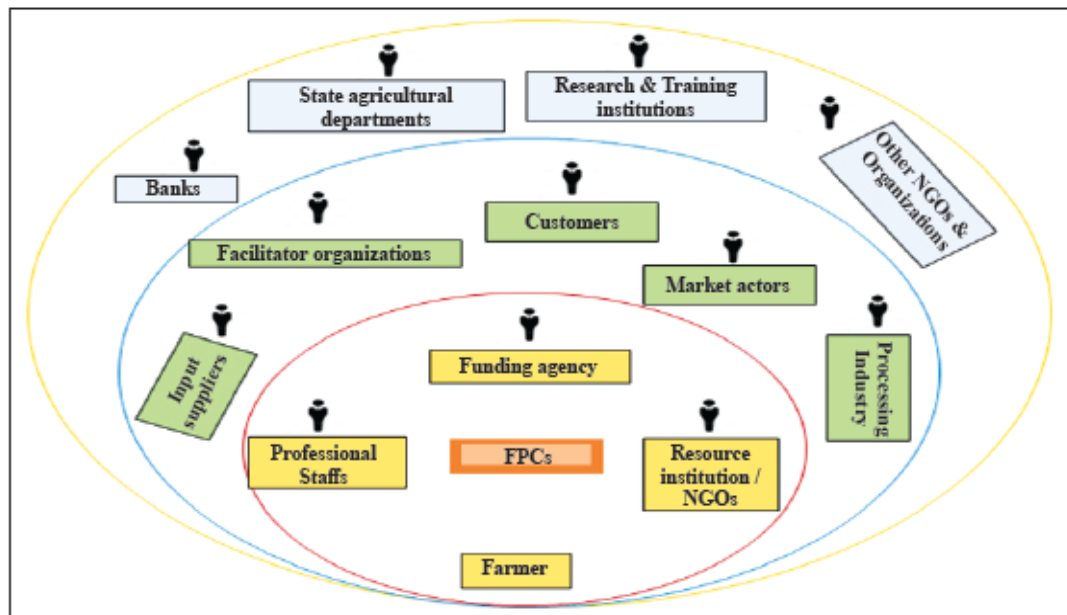 State agricultural
departments
Research & Training
institutions
Other NGOs &
Organizations
Banks
Customers
Facilitator organizations
Market actors
Input
suppliers
Processing
Industry
Funding agency
Professional
Staffs
FPCs
Resource
institution /
NGOs
Farmer